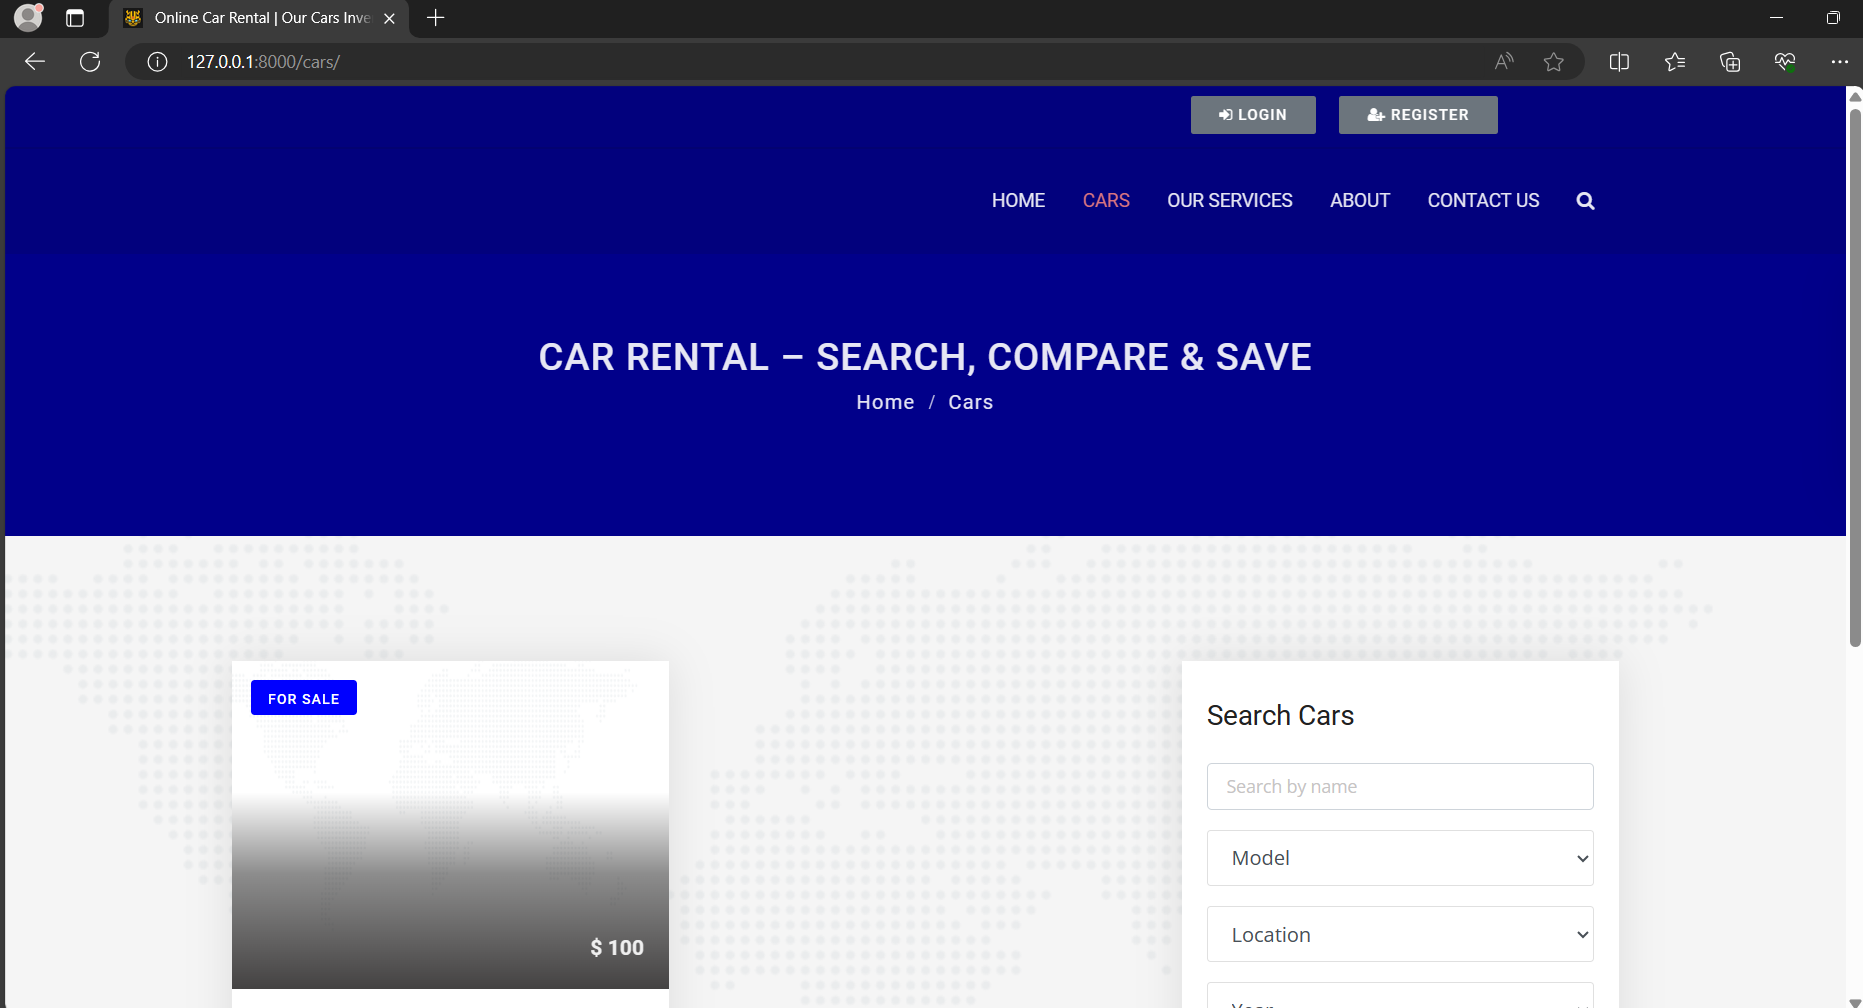 Online Car Rental | Our Cars Inve
127.0.0.1:8000/cars/
LOGIN
REGISTER
HOME
CARS
OUR SERVICES
ABOUT
CONTACT US
CAR RENTAL – SEARCH, COMPARE & SAVE
Home / Cars
FOR SALE
$ 100
Search Cars
Search by name
Model
Location